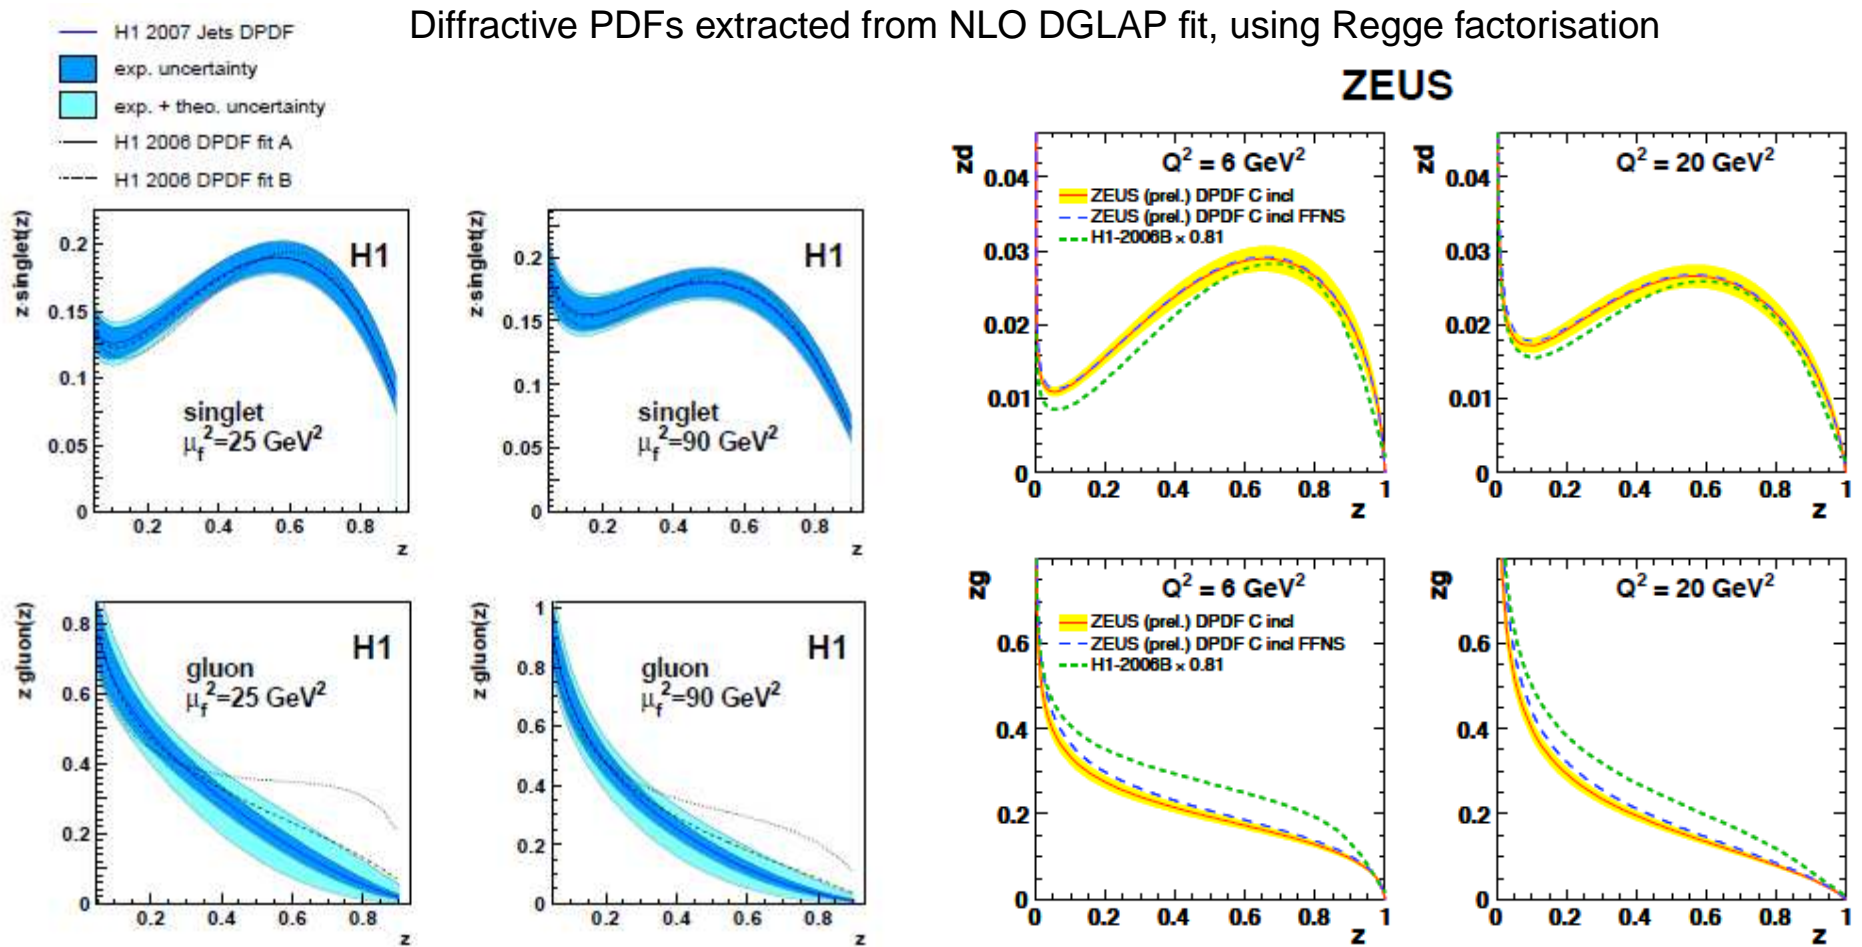 Diffractive PDFs extracted from NLO DGLAP fit, using Regge factorisation
H1 2007 Jets DPDF
exp. uncertainty
exp. + theo. uncertainty
H1 2006 DPDF fit A
H1 2006 DPDF fit B
z·singlet(z)
0.2
0.15
0.1
0.05
0
H1
singlet
μf²=25 GeV²
0.2 0.4 0.6 0.8
z
z·singlet(z)
0.2
0.15
0.1
0.05
0
H1
singlet
μf²=90 GeV²
0.2 0.4 0.6 0.8
z
z·gluon(z)
0.8
0.6
0.4
0.2
0
H1
gluon
μf²=25 GeV²
0.2 0.4 0.6 0.8
z
z·gluon(z)
1
0.8
0.6
0.4
0.2
0
H1
gluon
μf²=90 GeV²
0.2 0.4 0.6 0.8
z
ZEUS
zd
0.04
0.03
0.02
0.01
0
Q² = 6 GeV²
ZEUS (prel.) DPDF C incl
ZEUS (prel.) DPDF C incl FFNS
H1-2006B × 0.81
0 0.2 0.4 0.6 0.8 1
z
zd
0.04
0.03
0.02
0.01
0
Q² = 20 GeV²
0 0.2 0.4 0.6 0.8 1
z
zg
0.6
0.4
0.2
0
Q² = 6 GeV²
ZEUS (prel.) DPDF C incl
ZEUS (prel.) DPDF C incl FFNS
H1-2006B × 0.81
0 0.2 0.4 0.6 0.8 1
z
zg
0.6
0.4
0.2
0
Q² = 20 GeV²
0 0.2 0.4 0.6 0.8 1
z